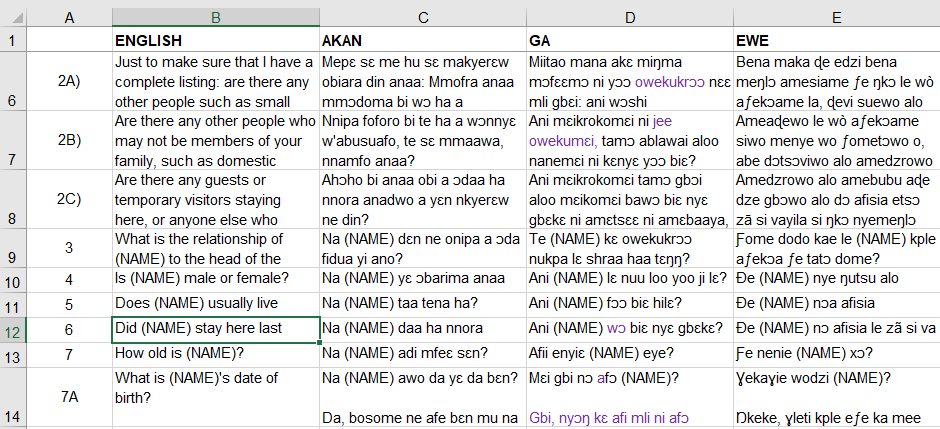 A B C D E
1 ENGLISH AKAN GA EWE
Just to make sure that I have a Mepɛ sɛ me hu sɛ makyerɛw Miitao mana akɛ miŋma Bena maka ɖe edzi bena
2A) complete listing: are there any obiara din anaa: Mmofra anaa mɔfɛɛmɔ ni yɔɔ owekukrɔɔ nɛɛ meŋlɔ amesiame ƒe ŋkɔ le wò
6 other people such as small mmɔdoma bi wɔ ha a mli gbɛi: ani wɔshi aƒekɔame la, ɖevi suewo alo
Are there any other people who Nnipa foforo bi te ha a wɔnnyɛ Ani mɛikrokomɛi ni jee Ameaɖewo le wò aƒekɔame
2B) may not be members of your w'abusuafo, te sɛ mmaawa, owekumɛi, tamɔ ablawai aloo siwo menye wo ƒometɔwo o,
7 family, such as domestic nnamfo anaa? nanemɛi ni kɛnyɛ yɔɔ biɛ? abe dɔtsɔviwo alo amedzrowo
Are there any guests or Ahɔho bi anaa obi a ɔdaa ha Ani mɛikrokomɛi tamɔ gbɔi Amedzrowo alo amebubu aɖe
2C) temporary visitors staying nnora anadwo a yɛn nkyerɛw aloo mɛikomɛi bawɔ biɛ nyɛ dze gbɔwo alo dɔ afisia etsɔ
8 here, or anyone else who ne din? gbɛkɛ ni amɛtsɛɛ ni amɛbaaya, zã si vayila si ŋkɔ nyemeŋlɔ
What is the relationship of Na (NAME) dɛn ne onipa a ɔda Te (NAME) kɛ owekukrɔɔ Ƒome dodo kae le (NAME) kple
9 3 (NAME) to the head of the fidua yi ano? nukpa lɛ shraa haa tɛŋŋ? aƒekɔa ƒe tatɔ dome?
10 4 Is (NAME) male or female? Na (NAME) yɛ ɔbarima anaa Ani (NAME) lɛ nuu loo yoo ji lɛ? Ɖe (NAME) nye ŋutsu alo
11 5 Does (NAME) usually live Na (NAME) taa tena ha? Ani (NAME) fɔɔ biɛ hilɛ? Ɖe (NAME) nɔa afisia
12 6 Did (NAME) stay here last Na (NAME) daa ha nnora Ani (NAME) wɔ biɛ nyɛ gbɛkɛ? Ɖe (NAME) nɔ afisia le zã si va
13 7 How old is (NAME)? Na (NAME) adi mfeɛ sɛn? Afii enyiɛ (NAME) eye? Ƒe nenie (NAME) xɔ?
What is (NAME)'s date of Na (NAME) awo da yɛ da bɛn? Mɛi gbi nɔ afɔ (NAME)? Ɣekaɣie wodzi (NAME)?
7A birth?
14 Da, bosome ne afe bɛn mu na Gbi, nyɔŋ kɛ afi mli ni afɔ Ŋkeke, ɣleti kple eƒe ka mee